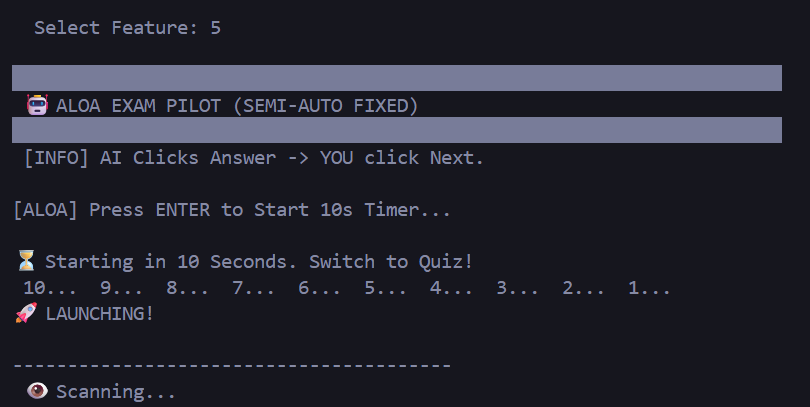 Select Feature: 5
🤖 ALOA EXAM PILOT (SEMI-AUTO FIXED)
[INFO] AI Clicks Answer -> YOU click Next.
[ALOA] Press ENTER to Start 10s Timer...
⏳ Starting in 10 Seconds. Switch to Quiz!
10... 9... 8... 7... 6... 5... 4... 3... 2... 1...
🚀 LAUNCHING!
----------------------------------------
👁️ Scanning...